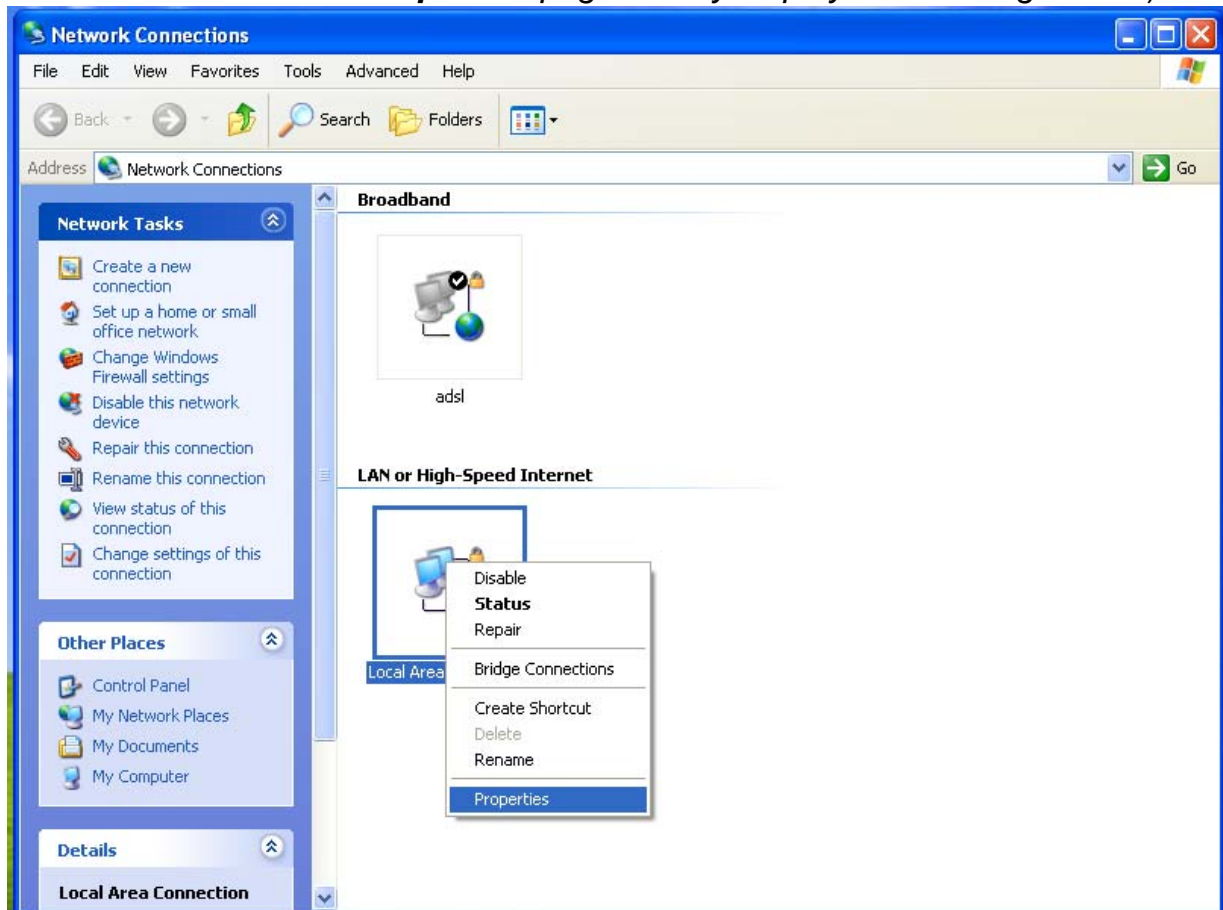 Network Connections
File Edit View Favorites Tools Advanced Help
Back Search Folders
Address Network Connections Go
Network Tasks
Create a new
connection
Set up a home or small
office network
Change Windows
Firewall settings
Disable this network
device
Repair this connection
Rename this connection
View status of this
connection
Change settings of this
connection
Other Places
Control Panel
My Network Places
My Documents
My Computer
Details
Local Area Connection
Broadband
adsl
LAN or High-Speed Internet
Local Area
Disable
Status
Repair
Bridge Connections
Create Shortcut
Delete
Rename
Properties